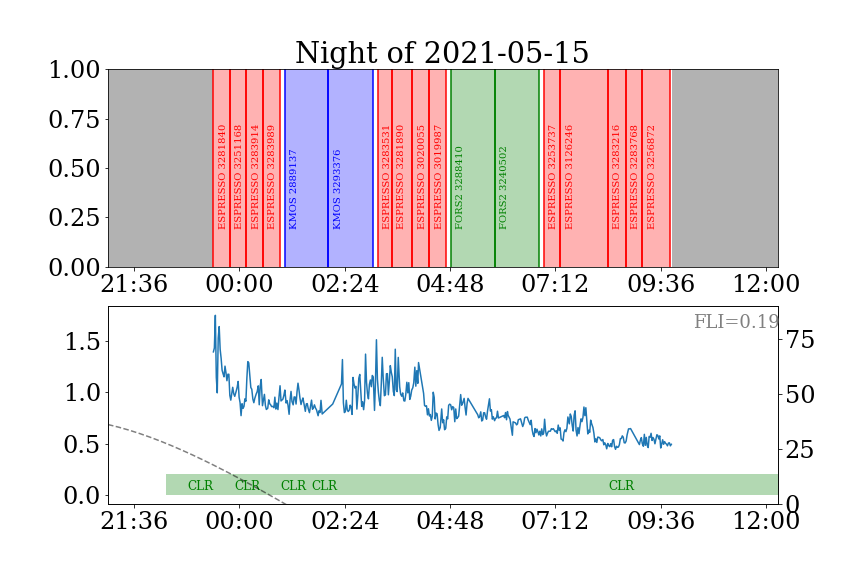 Night of 2021-05-15
1.00
0.75
0.50
0.25
0.00
ESPRESSO 3281840
ESPRESSO 3251168
ESPRESSO 3283914
ESPRESSO 3283989
KMOS 2889137
KMOS 3293376
ESPRESSO 3283531
ESPRESSO 3281890
ESPRESSO 3020055
ESPRESSO 3019987
FORS2 3288410
FORS2 3240502
ESPRESSO 3253737
ESPRESSO 3126246
ESPRESSO 3283216
ESPRESSO 3283768
ESPRESSO 3256872
21:36 00:00 02:24 04:48 07:12 09:36 12:00
FLI=0.19
1.5
1.0
0.5
0.0
75
50
25
0
CLR CLR CLR CLR CLR
21:36 00:00 02:24 04:48 07:12 09:36 12:00